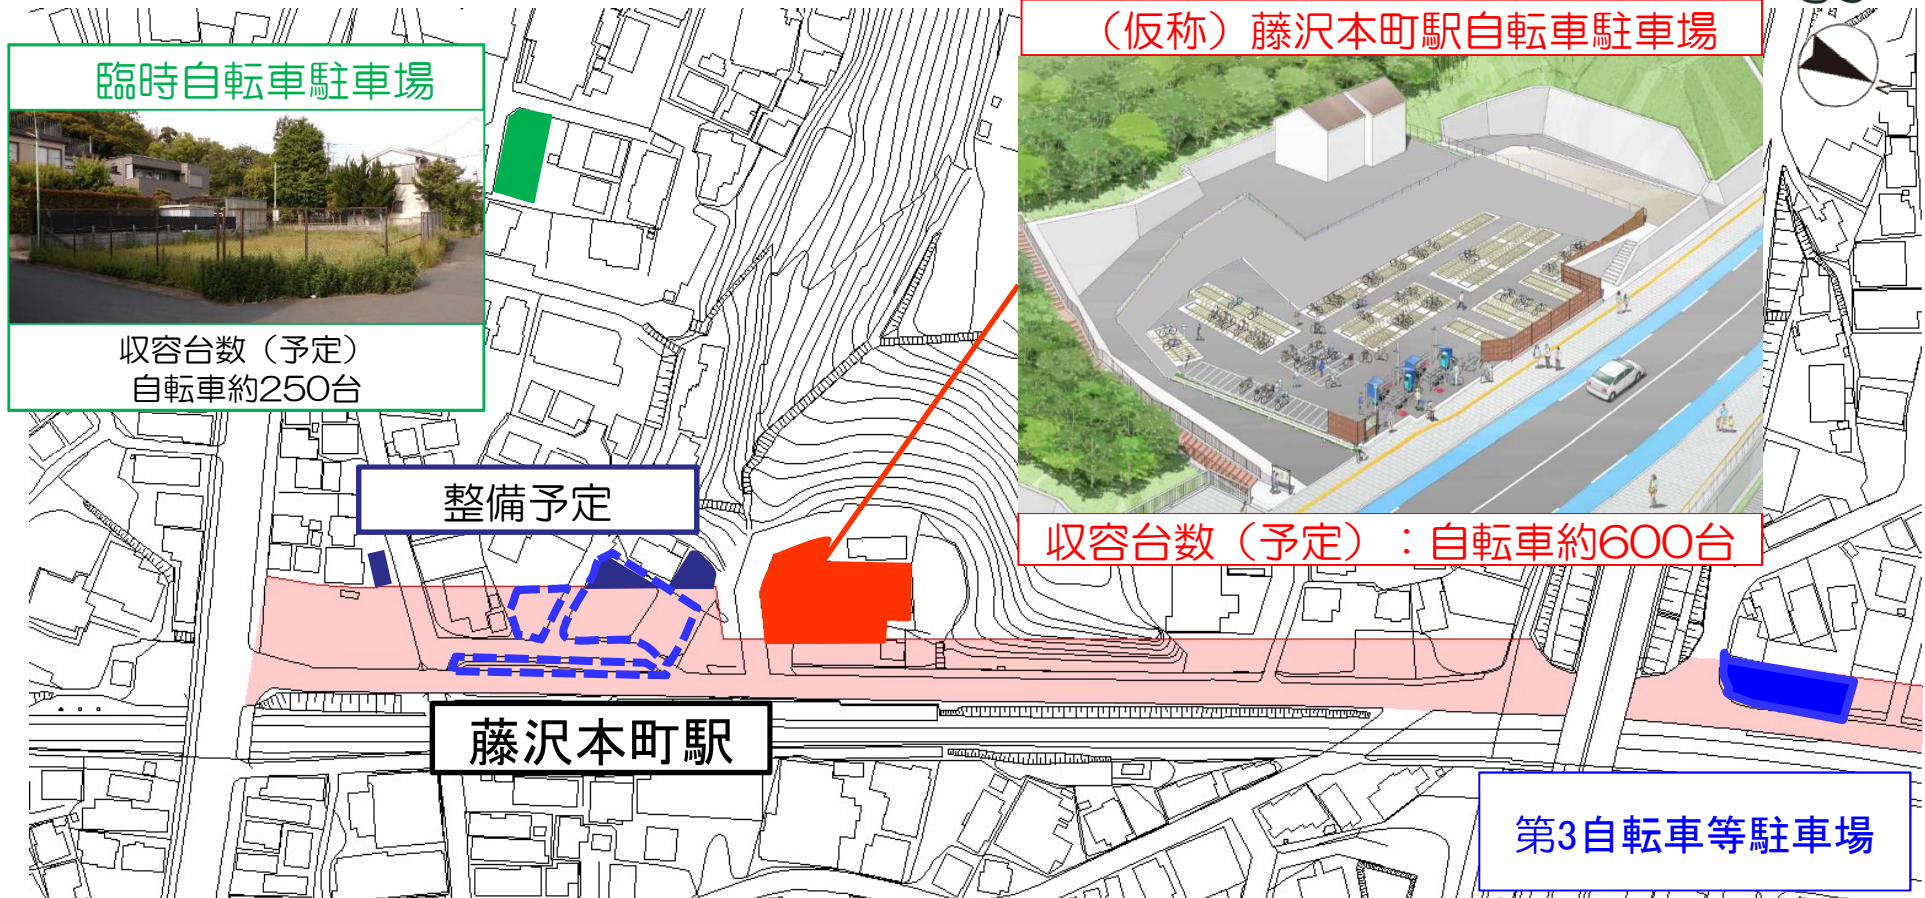 (仮称)藤沢本町駅自転車駐車場
臨時自転車駐車場
N
収容台数(予定)
自転車約250台
整備予定
収容台数(予定):自転車約600台
藤沢本町駅
第3自転車等駐車場